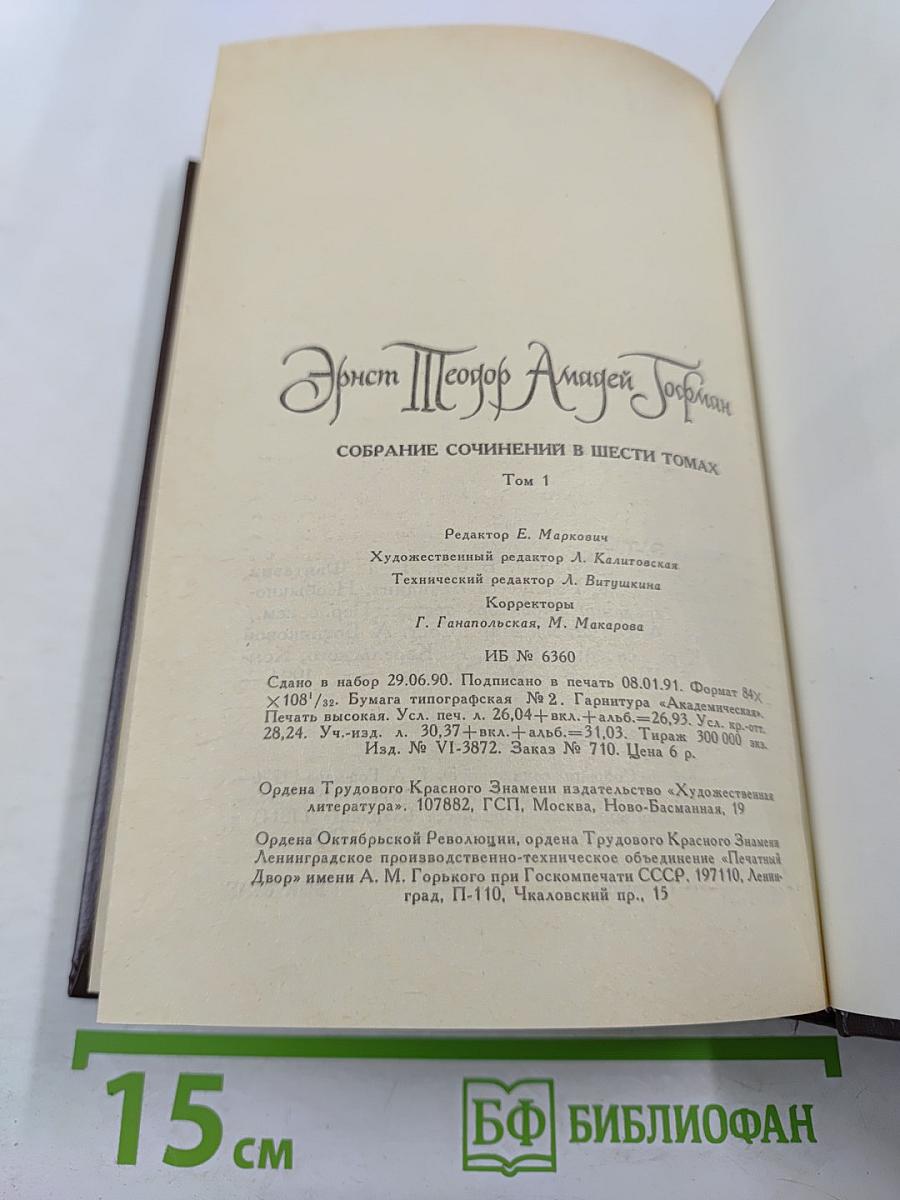 Эрнст Теодор Амадей Гофман
СОБРАНИЕ СОЧИНЕНИЙ В ШЕСТИ ТОМАХ
Том 1
Редактор Е. Маркович
Художественный редактор Л. Калитовская
Технический редактор Л. Витушкина
Корректоры
Г. Ганапольская, М. Макарова
ИБ № 6360
Сдано в набор 29.06.90. Подписано в печать 08.01.91. Формат 84×
×108¹/₃₂. Бумага типографская №2. Гарнитура «Академическая».
Печать высокая. Усл. печ. л. 26,04+вкл.+альб.=26,93. Усл. кр.-отт.
28,24. Уч.-изд. л. 30,37+вкл.+альб.=31,03. Тираж 300 000 экз.
Изд. № VI-3872. Заказ № 710. Цена 6 р.
Ордена Трудового Красного Знамени издательство «Художественная
литература». 107882, ГСП, Москва, Ново-Басманная, 19
Ордена Октябрьской Революции, ордена Трудового Красного Знамени
Ленинградское производственно-техническое объединение «Печатный
Двор» имени А. М. Горького при Госкомпечати СССР, 197110, Ленин-
град, П-110, Чкаловский пр., 15
15 см
БФ БИБЛИОФАН